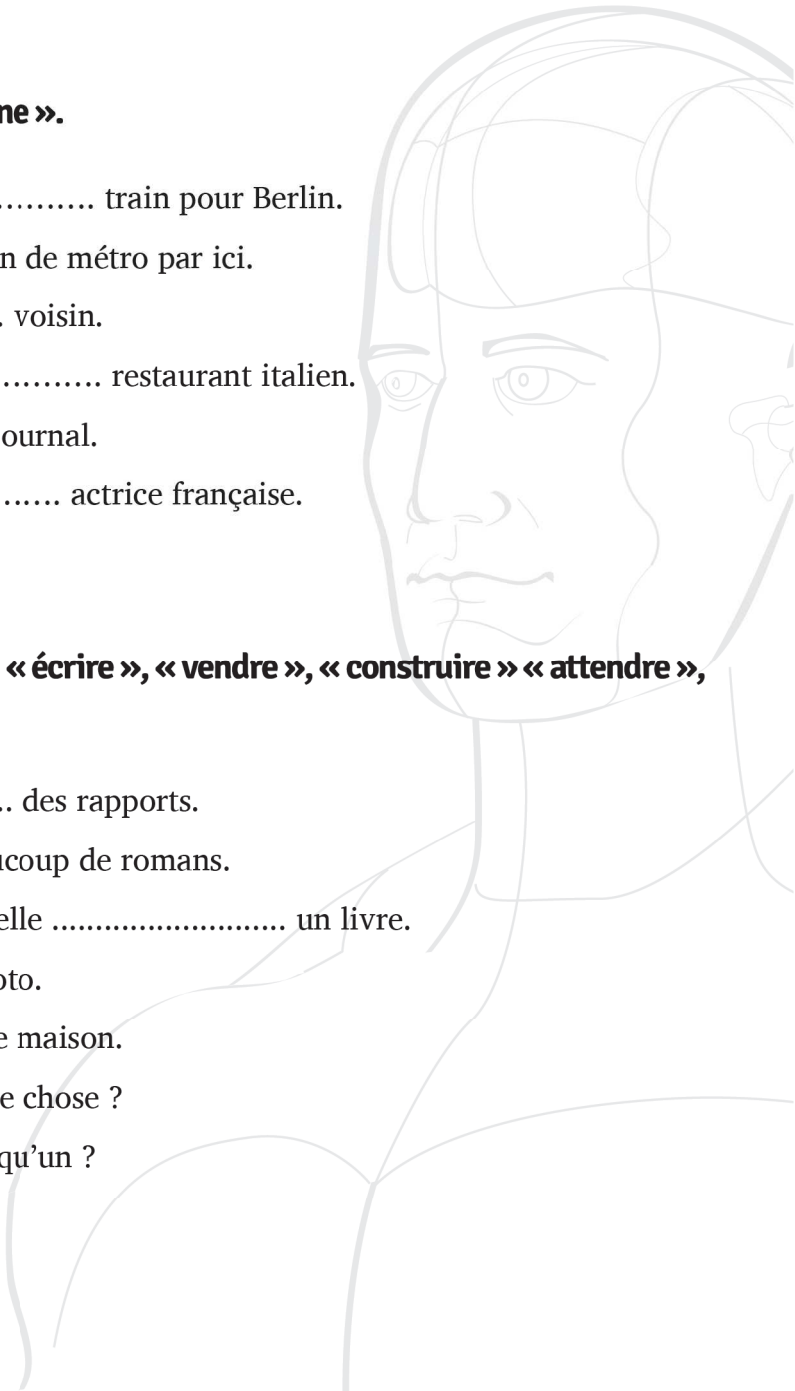 ne ».
………. train pour Berlin.
n de métro par ici.
. voisin.
………… restaurant italien.
ournal.
……. actrice française.
« écrire », « vendre », « construire » « attendre »,
.. des rapports.
ucoup de romans.
elle ........................... un livre.
oto.
e maison.
e chose ?
qu’un ?